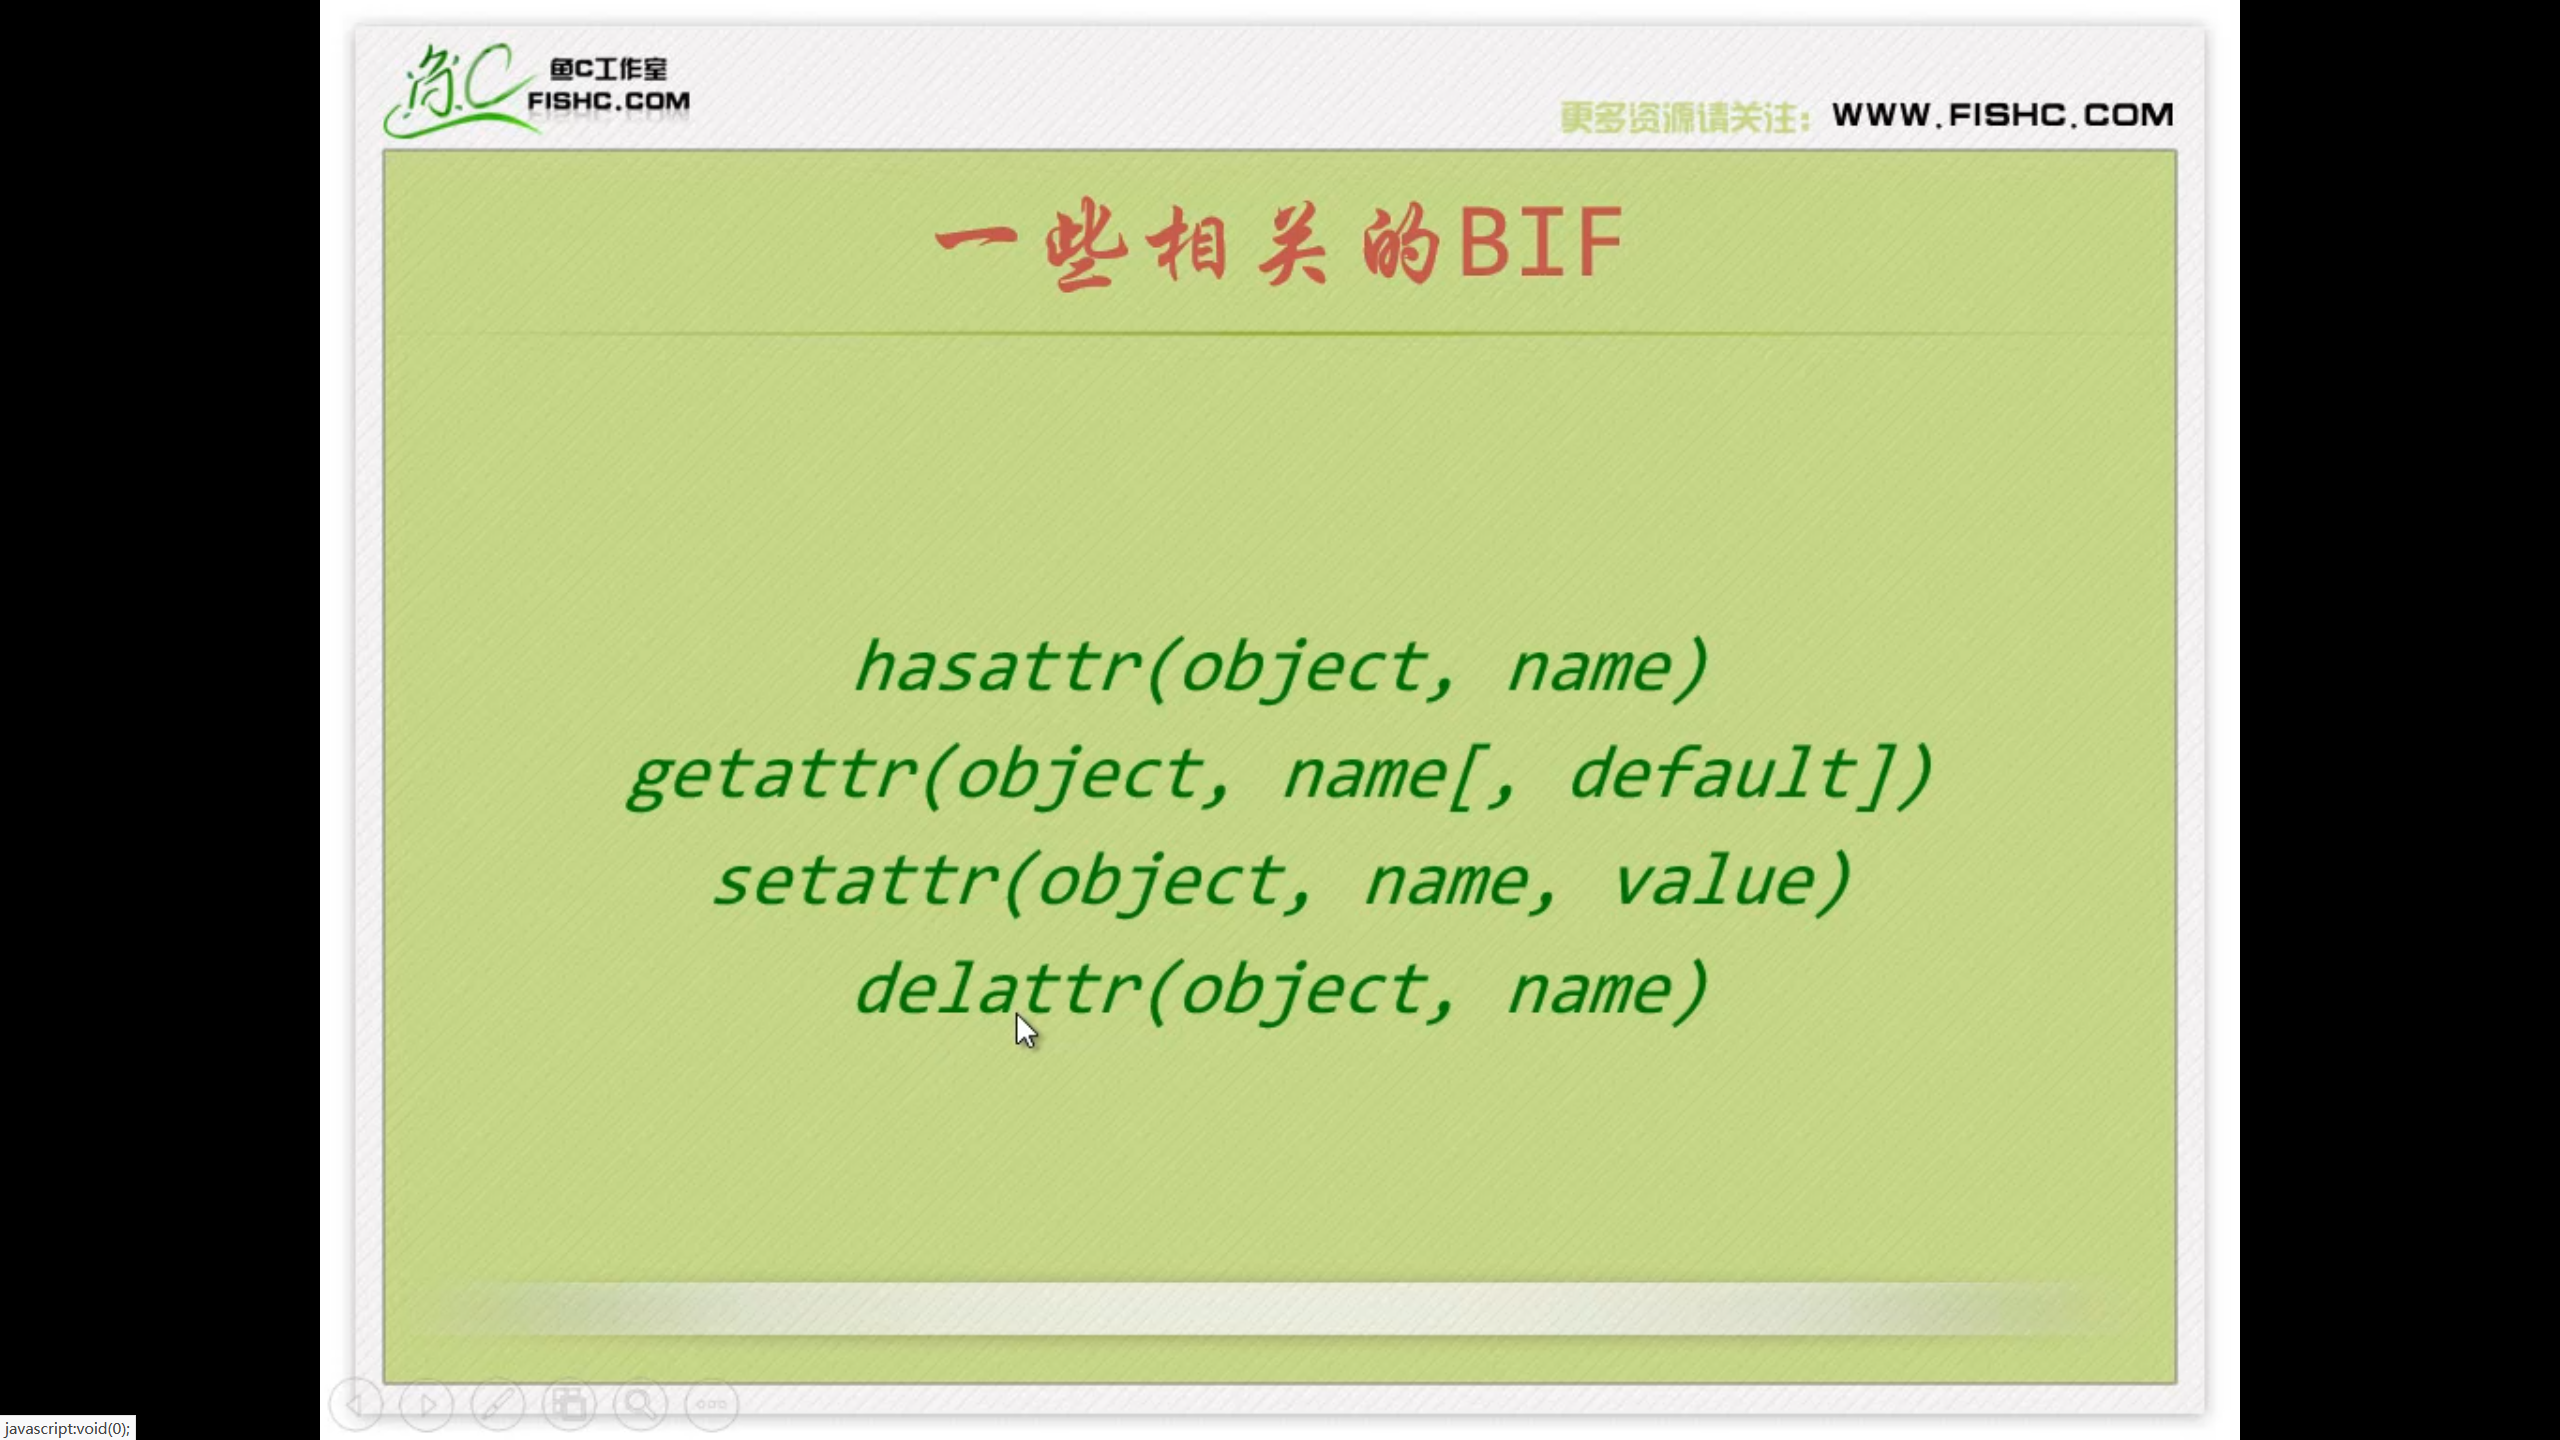 鱼C工作室
FISHC.COM
更多资源请关注: WWW.FISHC.COM
一些相关的BIF
hasattr(object, name)
getattr(object, name[, default])
setattr(object, name, value)
delattr(object, name)
javascript:void(0);